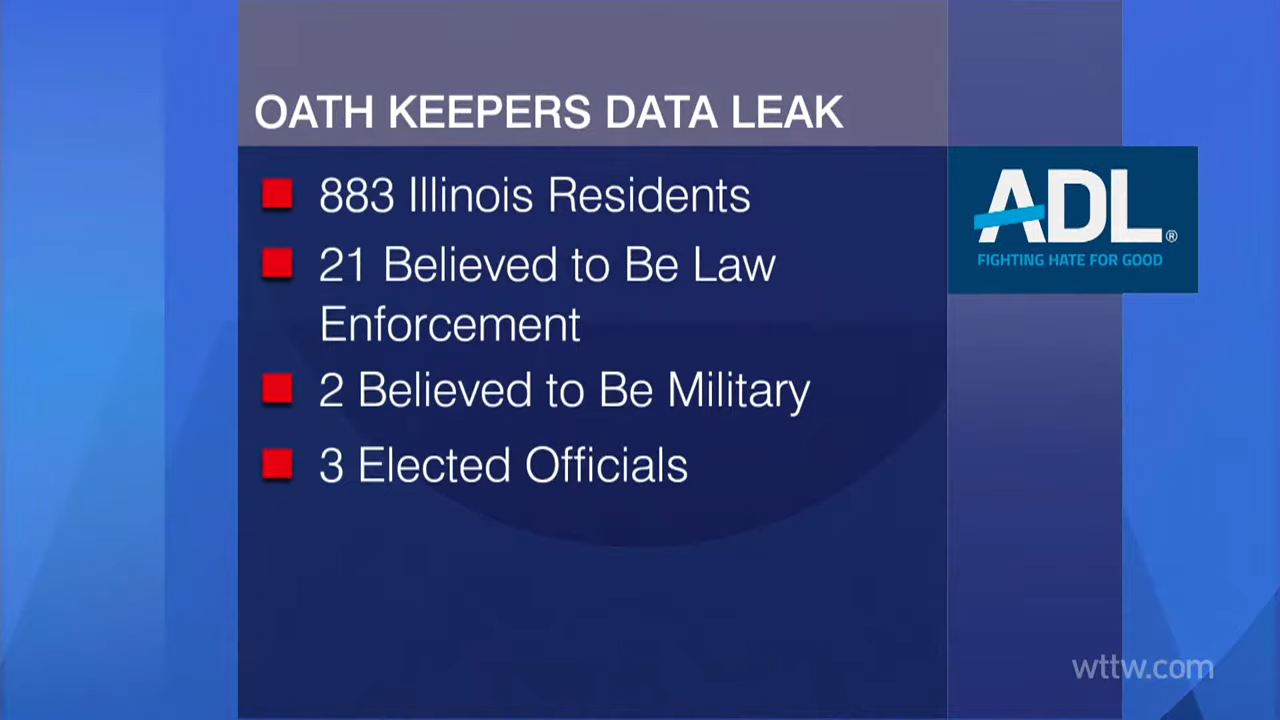 OATH KEEPERS DATA LEAK
883 Illinois Residents
21 Believed to Be Law
Enforcement
2 Believed to Be Military
3 Elected Officials
ADL®
FIGHTING HATE FOR GOOD
wttw.com